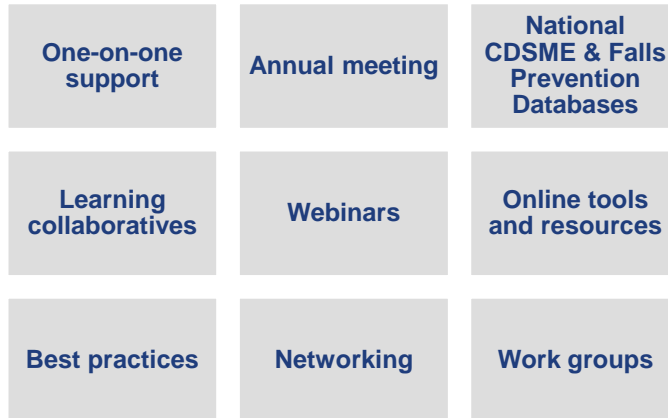 One-on-one
support
Annual meeting
National
CDSME & Falls
Prevention
Databases
Learning
collaboratives
Webinars
Online tools
and resources
Best practices
Networking
Work groups